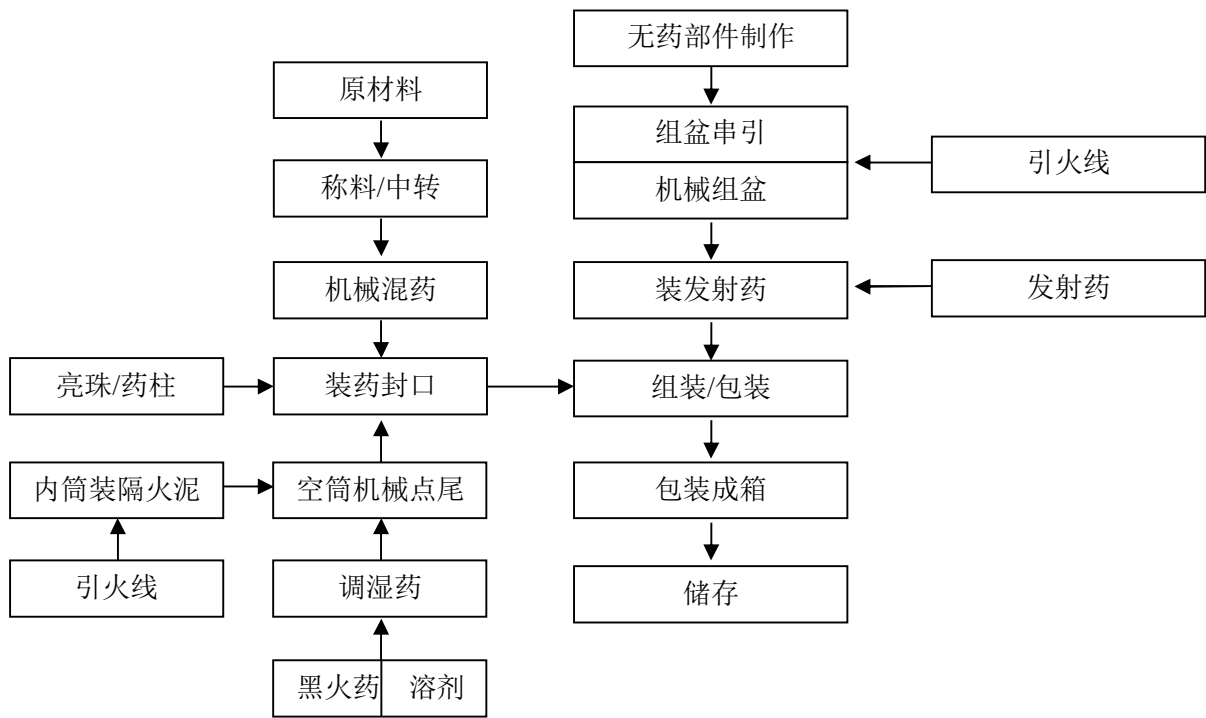 无药部件制作
原材料
组盆串引
引火线
称料/中转
机械组盆
机械混药
装发射药
发射药
亮珠/药柱
装药封口
组装/包装
内筒装隔火泥
空筒机械点尾
包装成箱
引火线
调湿药
储存
黑火药
溶剂